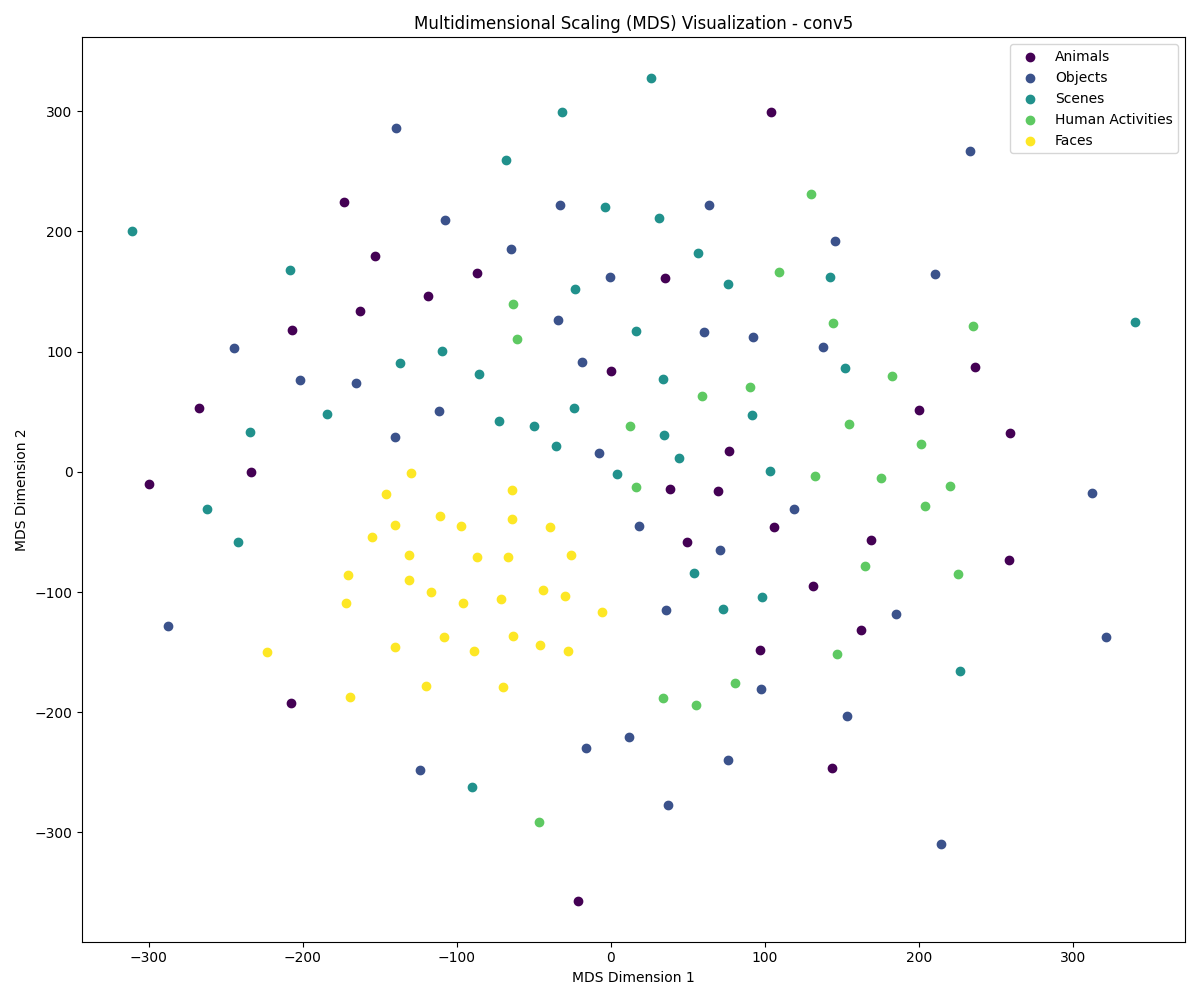 Multidimensional Scaling (MDS) Visualization - conv5
Animals
Objects
Scenes
Human Activities
Faces
300
200
100
0
−100
−200
−300
MDS Dimension 2
−300 −200 −100 0 100 200 300
MDS Dimension 1